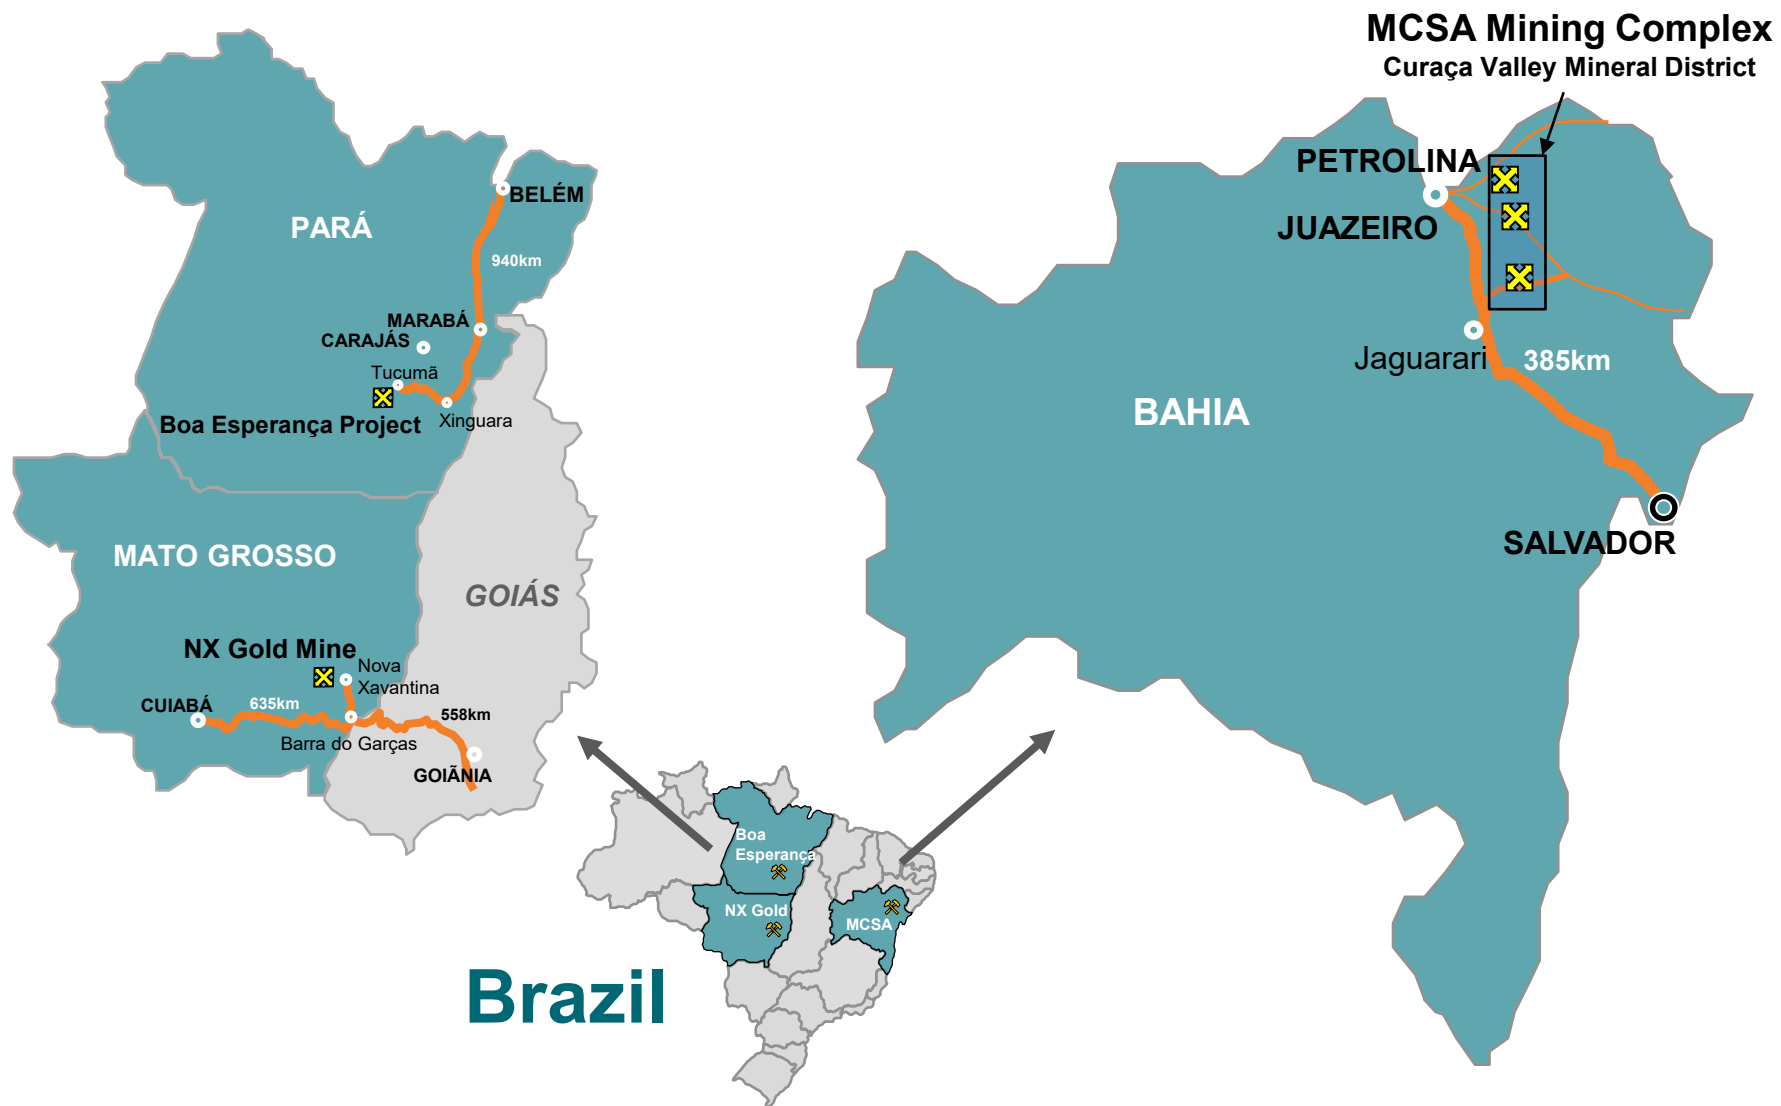 MCSA Mining Complex
Curaça Valley Mineral District
PETROLINA
JUAZEIRO
Jaguarari
385km
BAHIA
SALVADOR
BELÉM
PARÁ
940km
MARABÁ
CARAJÁS
Tucumã
Boa Esperança Project
Xinguara
MATO GROSSO
GOIÁS
NX Gold Mine
Nova
Xavantina
CUIABÁ
635km
558km
Barra do Garças
GOIÃNIA
Boa
Esperança
NX Gold
MCSA
Brazil